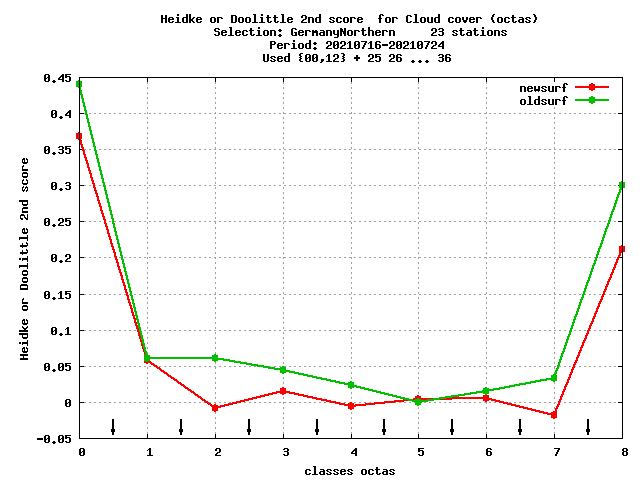 Heidke or Doolittle 2nd score  for Cloud cover (octas)
Selection: GermanyNorthern     23 stations
Period: 20210716-20210724
Used {00,12} + 25 26 ... 36
newsurf
oldsurf
Heidke or Doolittle 2nd score
0.45
0.4
0.35
0.3
0.25
0.2
0.15
0.1
0.05
0
-0.05
0 1 2 3 4 5 6 7 8
classes octas